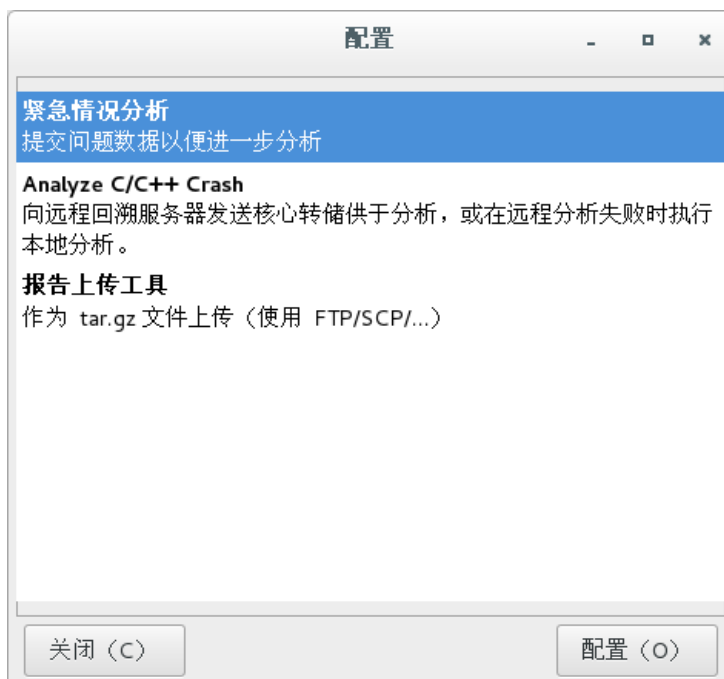 配置
紧急情况分析
提交问题数据以便进一步分析
Analyze C/C++ Crash
向远程回溯服务器发送核心转储供于分析，或在远程分析失败时执行
本地分析。
报告上传工具
作为 tar.gz 文件上传（使用 FTP/SCP/...）
关闭（C）
配置（O）